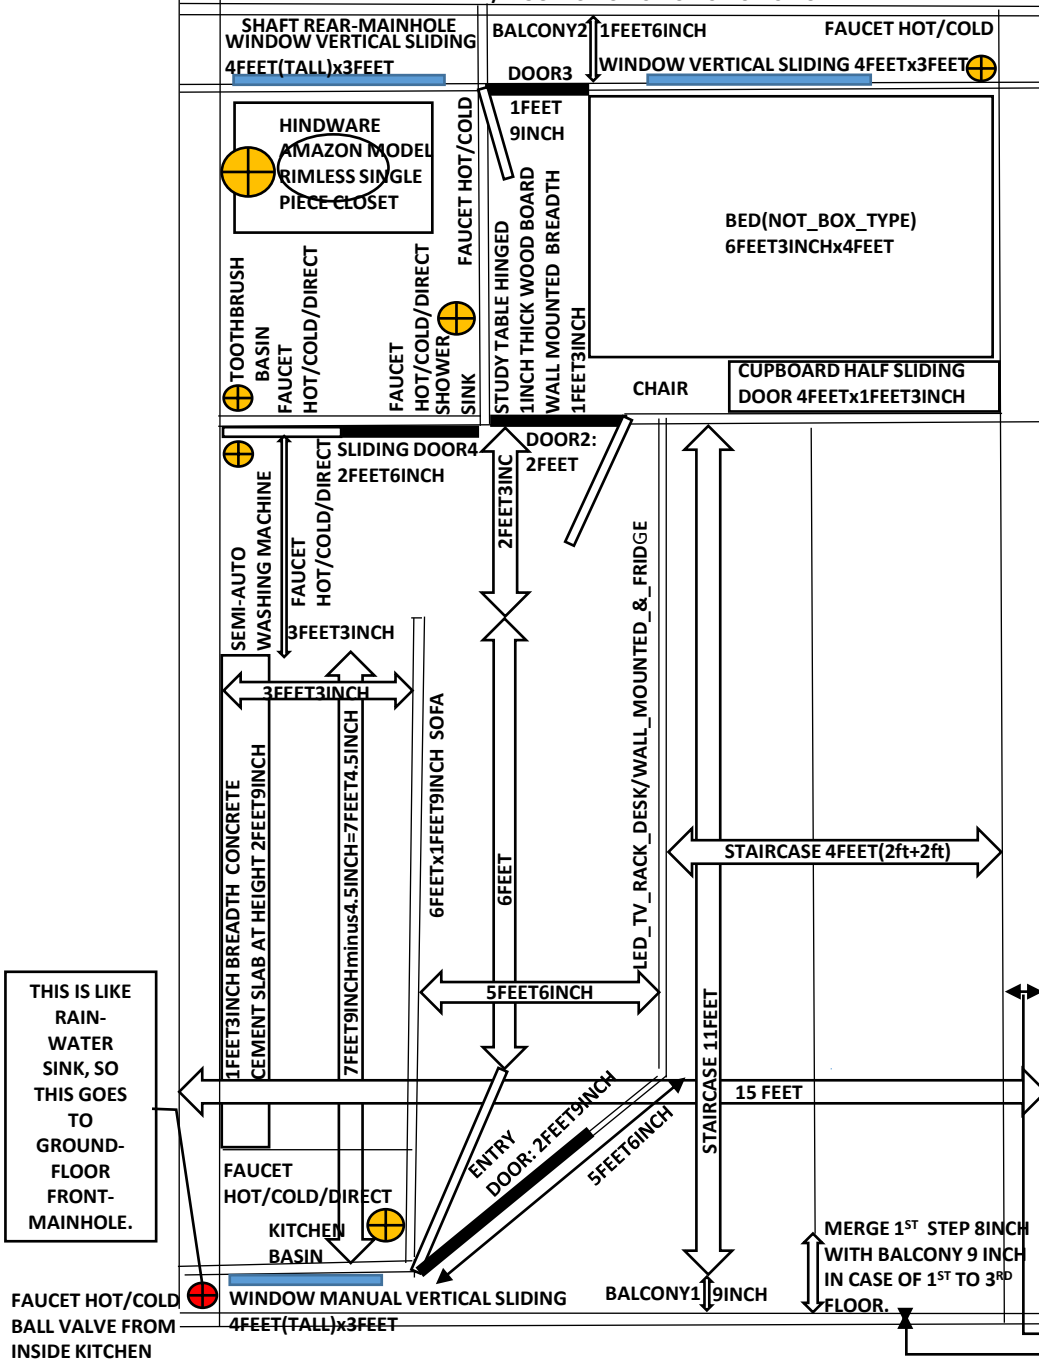 SHAFT REAR-MAINHOLE
WINDOW VERTICAL SLIDING
4FEET(TALL)x3FEET
BALCONY2
1FEET6INCH
FAUCET HOT/COLD
WINDOW VERTICAL SLIDING 4FEETx3FEET
DOOR3
1FEET
9INCH
HINDWARE
AMAZON MODEL
RIMLESS SINGLE
PIECE CLOSET
FAUCET HOT/COLD
BED(NOT_BOX_TYPE)
6FEET3INCHx4FEET
TOOTHBRUSH
BASIN
FAUCET
HOT/COLD/DIRECT
FAUCET
HOT/COLD/DIRECT
SHOWER
SINK
STUDY TABLE HINGED
1INCH THICK WOOD BOARD
WALL MOUNTED BREADTH
1FEET3INCH
CHAIR
CUPBOARD HALF SLIDING
DOOR 4FEETx1FEET3INCH
SLIDING DOOR4
2FEET6INCH
DOOR2:
2FEET
2FEET3INC
SEMI-AUTO
WASHING MACHINE
FAUCET
HOT/COLD/DIRECT
3FEET3INCH
3FEET3INCH
1FEET3INCH BREADTH CONCRETE
CEMENT SLAB AT HEIGHT 2FEET9INCH
7FEET9INCHminus4.5INCH=7FEET4.5INCH
6FEETx1FEET9INCH SOFA
6FEET
LED_TV_RACK_DESK/WALL_MOUNTED_&_FRIDGE
STAIRCASE 4FEET(2ft+2ft)
5FEET6INCH
STAIRCASE 11FEET
15 FEET
THIS IS LIKE
RAIN-
WATER
SINK, SO
THIS GOES
TO
GROUND-
FLOOR
FRONT-
MAINHOLE.
ENTRY
DOOR: 2FEET9INCH
5FEET6INCH
FAUCET
HOT/COLD/DIRECT
KITCHEN
BASIN
MERGE 1ST STEP 8INCH
WITH BALCONY 9 INCH
IN CASE OF 1ST TO 3RD
FLOOR.
BALCONY1
9INCH
WINDOW MANUAL VERTICAL SLIDING
4FEET(TALL)x3FEET
FAUCET HOT/COLD
BALL VALVE FROM
INSIDE KITCHEN